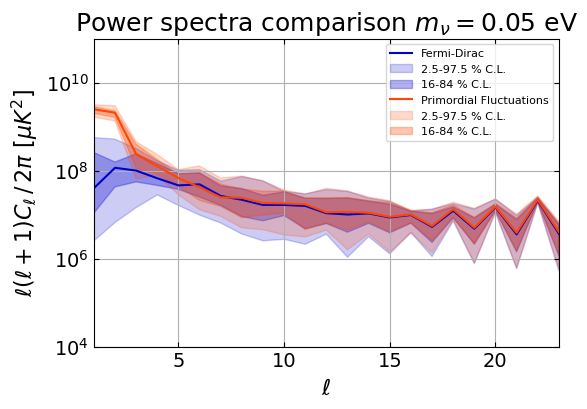 Power spectra comparison $m_\nu = 0.05$ eV
Fermi-Dirac
2.5-97.5 % C.L.
16-84 % C.L.
Primordial Fluctuations
2.5-97.5 % C.L.
16-84 % C.L.
$\ell(\ell+1)C_\ell / 2\pi$ [$\mu K^2$]
$10^{10}$
$10^8$
$10^6$
$10^4$
5 10 15 20
$\ell$